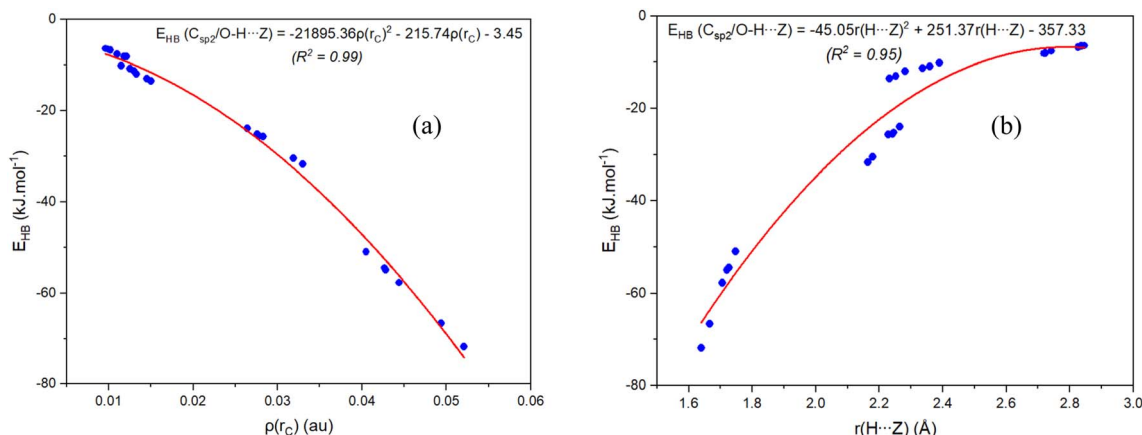 E_HB (C_sp2/O-H···Z) = -21895.36ρ(r_C)² - 215.74ρ(r_C) - 3.45
(R² = 0.99)
(a)
0
-20
-40
-60
-80
E_HB (kJ.mol⁻¹)
0.01
0.02
0.03
0.04
0.05
0.06
ρ(r_C) (au)
E_HB (C_sp2/O-H···Z) = -45.05r(H···Z)² + 251.37r(H···Z) - 357.33
(R² = 0.95)
(b)
0
-20
-40
-60
-80
E_HB (kJ.mol⁻¹)
1.6
1.8
2.0
2.2
2.4
2.6
2.8
3.0
r(H···Z) (Å)